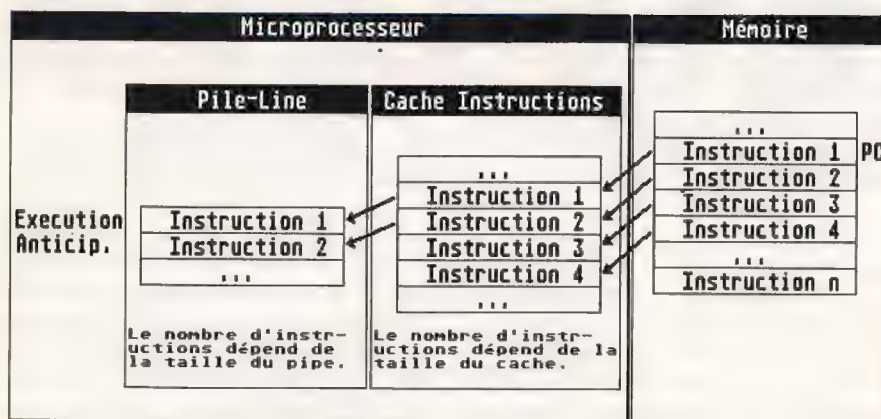 Microprocesseur
Mémoire
Pile-Line
Cache Instructions
...
Instruction 1 PC
Instruction 2
Instruction 3
Instruction 4
...
Instruction n
...
Instruction 1
Instruction 2
Instruction 3
Instruction 4
...
Execution
Anticip.
Instruction 1
Instruction 2
...
Le nombre d'instr-
uctions dépend de
la taille du pipe.
Le nombre d'instr-
uctions dépend de la
taille du cache.